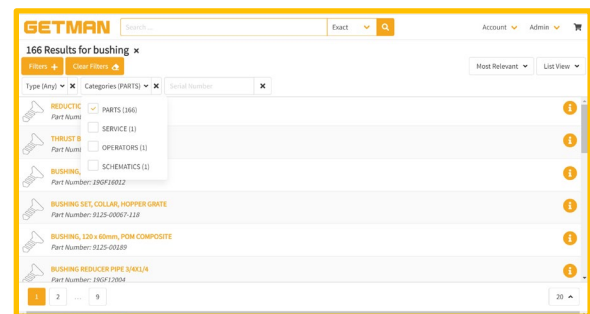 GETMAN
Search...
Exact
Account
Admin
166 Results for bushing ×
Filters +
Clear Filters
Most Relevant
List View
Type (Any)
Categories (PARTS)
Serial Number
PARTS (166)
SERVICE (1)
OPERATORS (1)
SCHEMATICS (1)
REDUCTIO
Part Numb
THRUST B
Part Numb
BUSHING,
Part Number: 19GF16012
BUSHING SET, COLLAR, HOPPER GRATE
Part Number: 9125-00067-118
BUSHING, 120 x 60mm, POM COMPOSITE
Part Number: 9125-00189
BUSHING REDUCER PIPE 3/4X1/4
Part Number: 19GF12004
1 2 ... 9
20